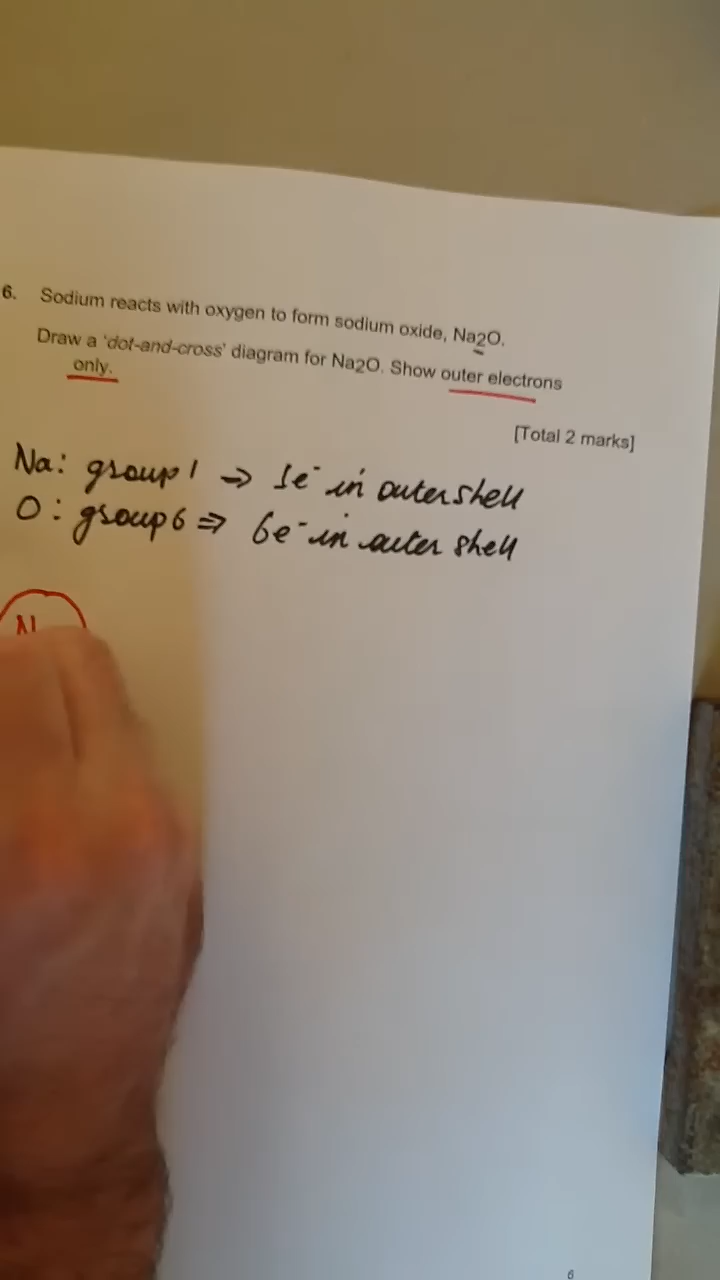 6. Sodium reacts with oxygen to form sodium oxide, Na2O.
Draw a 'dot-and-cross' diagram for Na2O. Show outer electrons
only.
[Total 2 marks]
Na: group 1 ⇒ 1e⁻ in outer shell
O: group 6 ⇒ 6e⁻ in outer shell
N
6